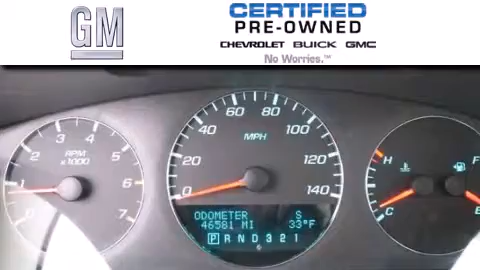 GM
CERTIFIED
PRE-OWNED
CHEVROLET BUICK GMC
No Worries.™
1 2 3 4 5 6 7
RPM
x1000
0 20 40 60 80 100 120 140
MPH
ODOMETER S
46581 MI 33°F
P R N D 3 2 1
H
C
F
E